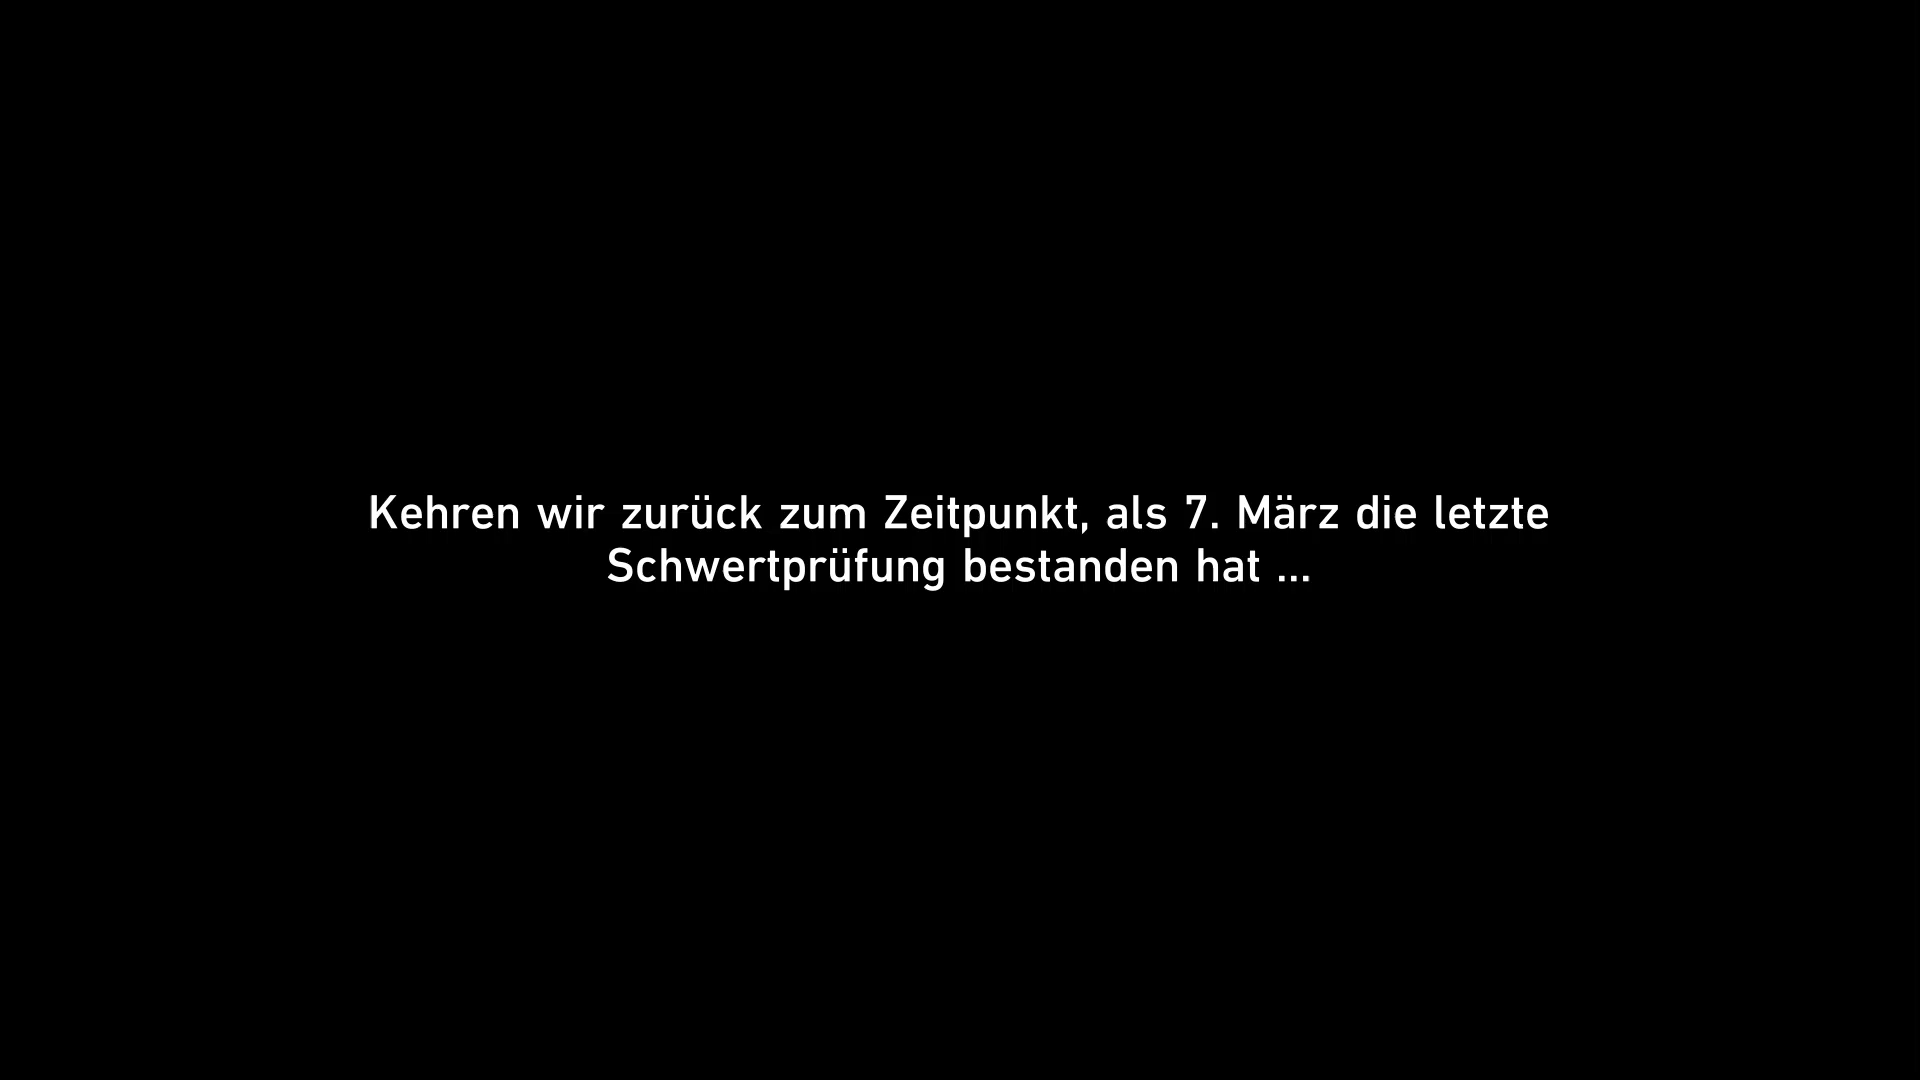 Kehren wir zurück zum Zeitpunkt, als 7. März die letzte
Schwertprüfung bestanden hat ...